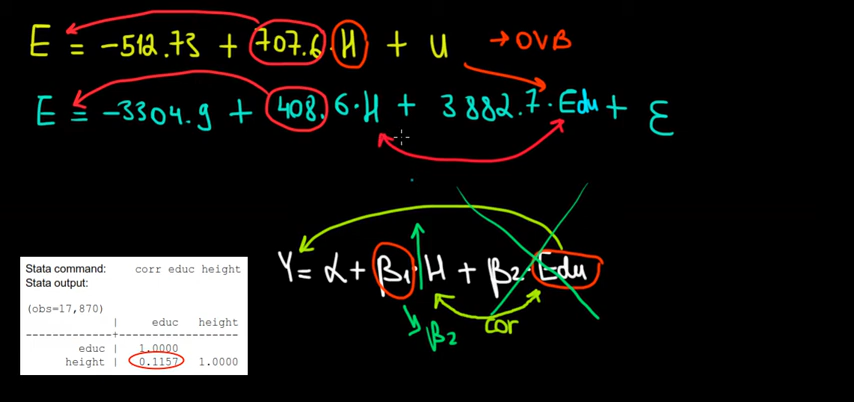 E = -512.73 + 707.6·H + u → OVB
E = -3304.9 + 408.6·H + 3882.7·Edu + ε
Y = α + β1·H + β2·Edu
β2
cor
Stata command: corr educ height
Stata output:
(obs=17,870)
| educ height
-------------+------------------
educ | 1.0000
height | 0.1157 1.0000